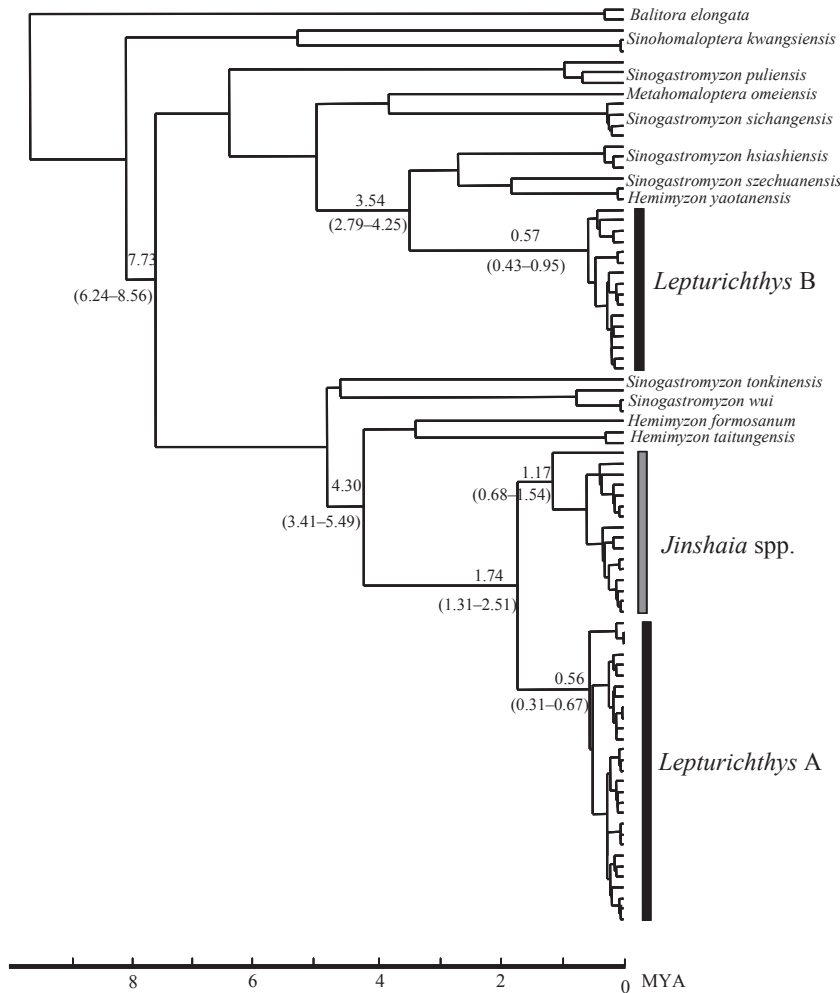 Balitora elongata
Sinohomaloptera kwangsiensis
Sinogastromyzon puliensis
Metahomaloptera omeiensis
Sinogastromyzon sichangensis
Sinogastromyzon hsiashiensis
Sinogastromyzon szechuanensis
Hemimyzon yaotanensis
3.54
(2.79–4.25)
0.57
(0.43–0.95)
7.73
(6.24–8.56)
Lepturichthys B
Sinogastromyzon tonkinensis
Sinogastromyzon wui
Hemimyzon formosanum
Hemimyzon taitungensis
4.30
(3.41–5.49)
1.17
(0.68–1.54)
Jinshaia spp.
1.74
(1.31–2.51)
0.56
(0.31–0.67)
Lepturichthys A
8 6 4 2 0 MYA